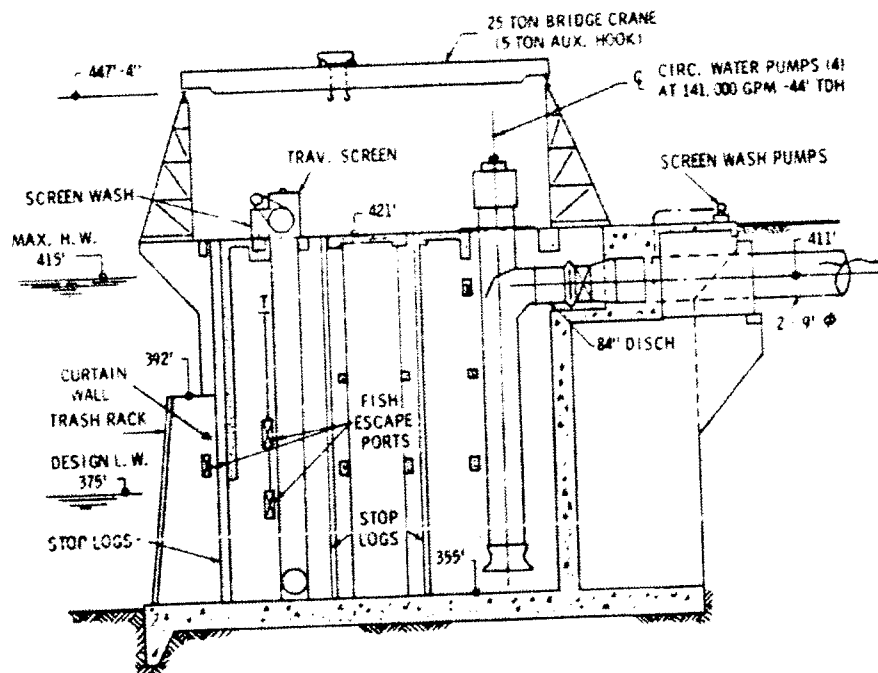 25 TON BRIDGE CRANE
(5 TON AUX. HOOK)
447'-4"
℄ CIRC. WATER PUMPS (4)
AT 141,000 GPM -44' TDH
TRAV. SCREEN
SCREEN WASH PUMPS
SCREEN WASH
421'
MAX. H.W.
415'
411'
2 - 9' Φ
84" DISCH
392'
CURTAIN
WALL
TRASH RACK
FISH
ESCAPE
PORTS
DESIGN L.W.
375'
STOP LOGS
STOP
LOGS
355'